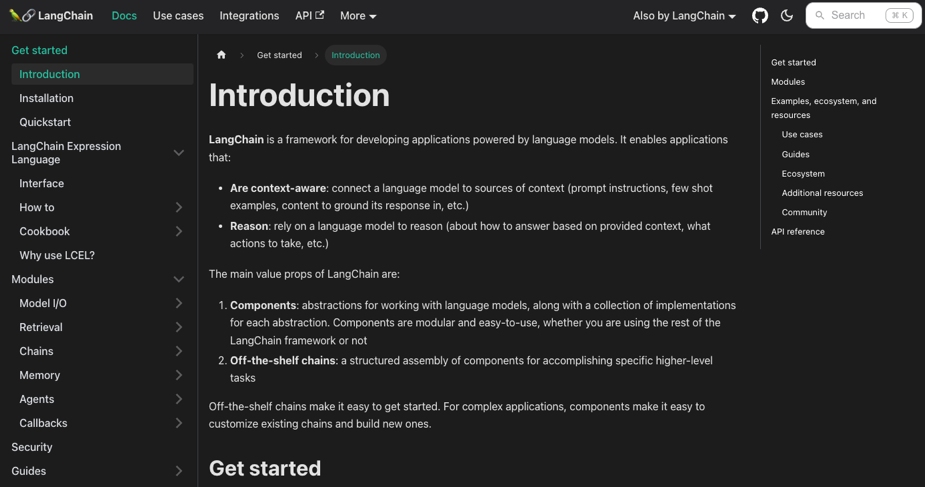 LangChain
Docs
Use cases
Integrations
API
More
Also by LangChain
Search
⌘ K
Get started
Introduction
Installation
Quickstart
LangChain Expression
Language
Interface
How to
Cookbook
Why use LCEL?
Modules
Model I/O
Retrieval
Chains
Memory
Agents
Callbacks
Security
Guides
Get started
Introduction
Introduction
LangChain is a framework for developing applications powered by language models. It enables applications
that:
• Are context-aware: connect a language model to sources of context (prompt instructions, few shot
examples, content to ground its response in, etc.)
• Reason: rely on a language model to reason (about how to answer based on provided context, what
actions to take, etc.)
The main value props of LangChain are:
1. Components: abstractions for working with language models, along with a collection of implementations
for each abstraction. Components are modular and easy-to-use, whether you are using the rest of the
LangChain framework or not
2. Off-the-shelf chains: a structured assembly of components for accomplishing specific higher-level
tasks
Off-the-shelf chains make it easy to get started. For complex applications, components make it easy to
customize existing chains and build new ones.
Get started
Get started
Modules
Examples, ecosystem, and
resources
Use cases
Guides
Ecosystem
Additional resources
Community
API reference